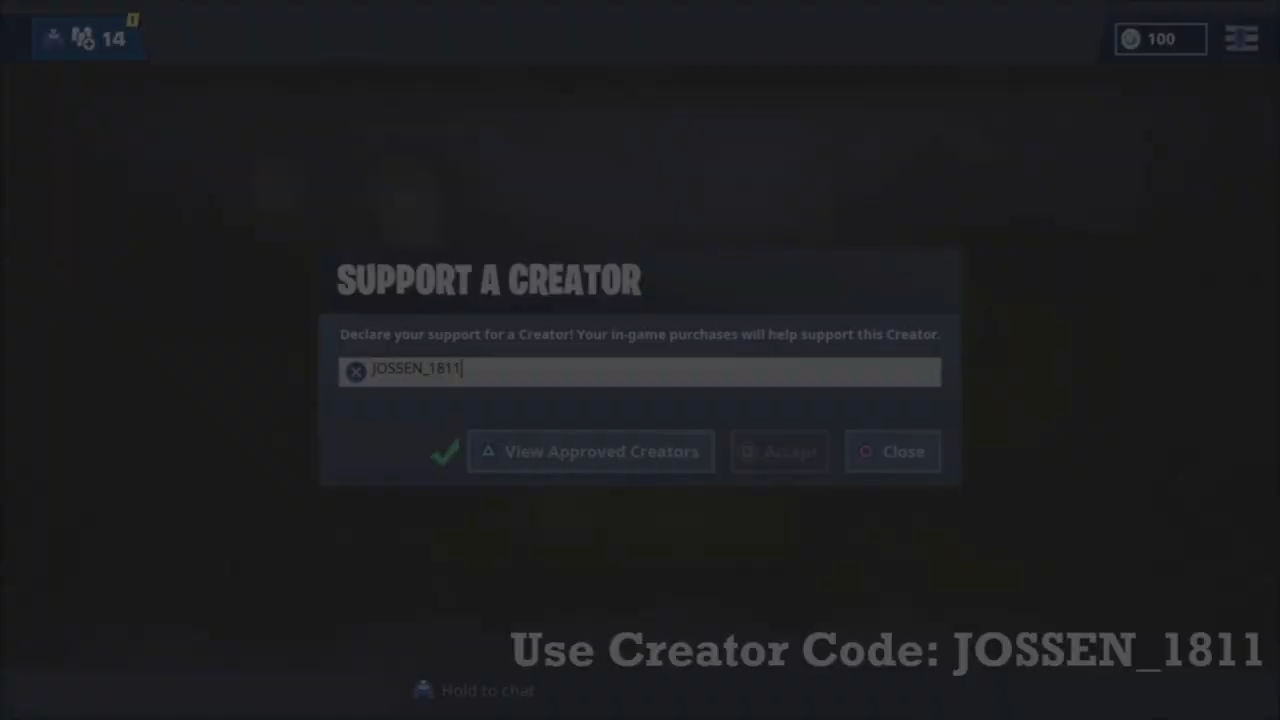 14
100
SUPPORT A CREATOR
Declare your support for a Creator! Your in-game purchases will help support this Creator.
JOSSEN_1811
View Approved Creators
Accept
Close
Use Creator Code: JOSSEN_1811
Hold to chat